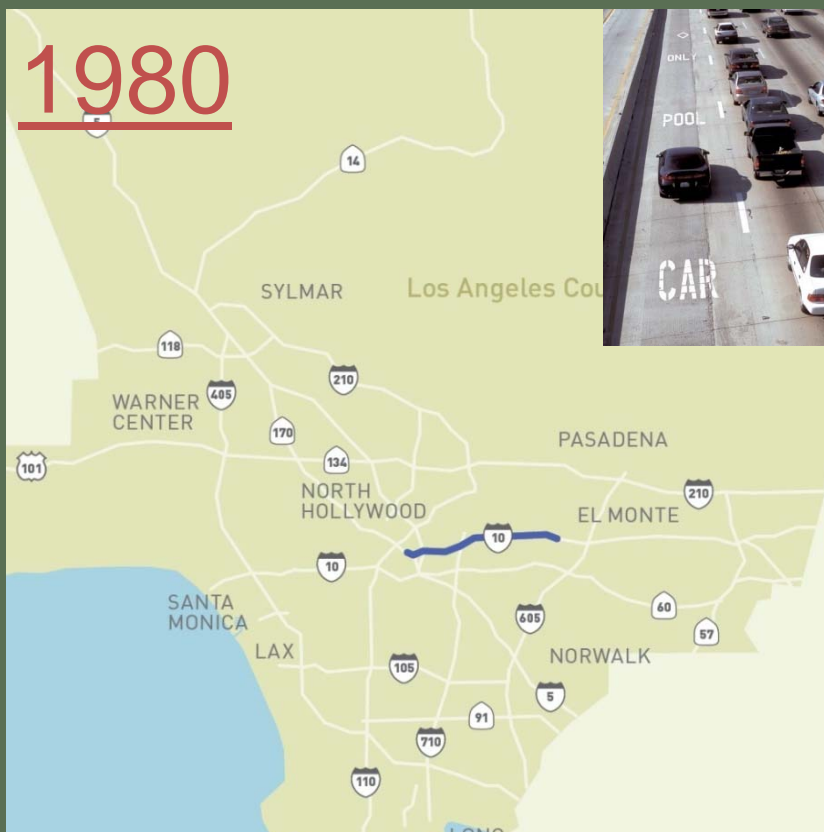 1980
5
14
SYLMAR
Los Angeles Cou
118
405
210
WARNER
CENTER
170
134
PASADENA
101
NORTH
HOLLYWOOD
210
EL MONTE
10
10
SANTA
MONICA
60
605
57
LAX
NORWALK
105
5
91
710
110
LONG
ONLY
POOL
CAR